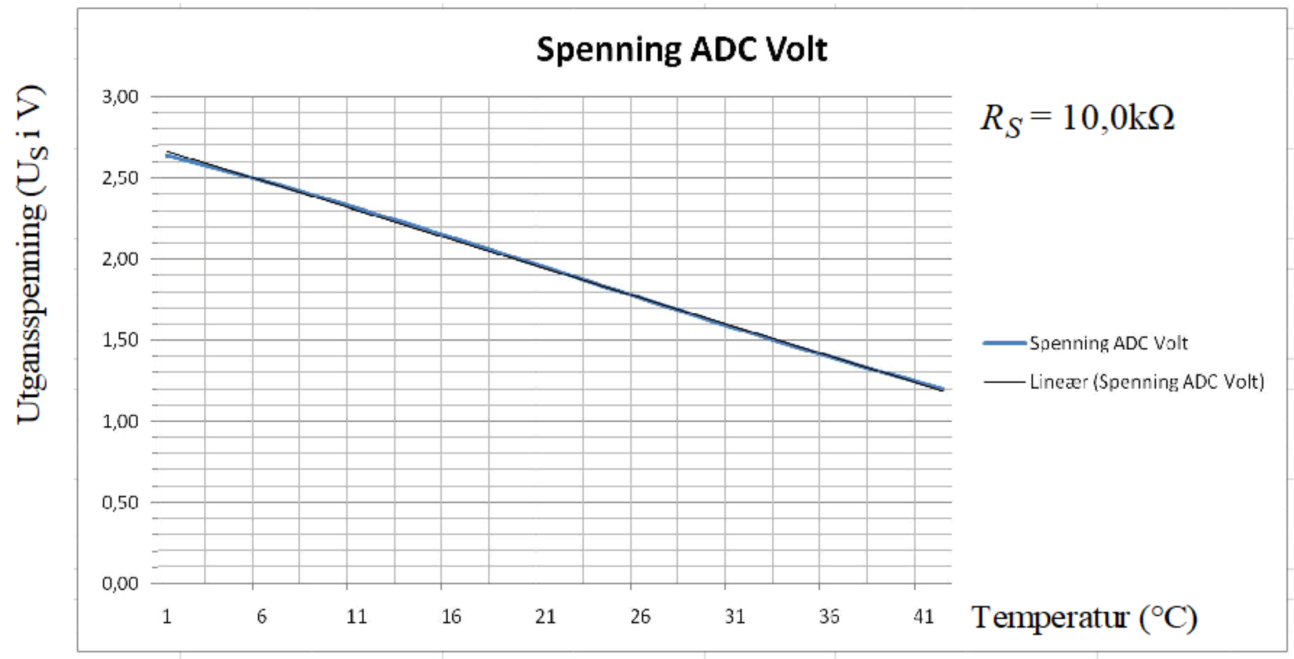 Spenning ADC Volt
Utgansspenning (U_S i V)
3,00
2,50
2,00
1,50
1,00
0,50
0,00
R_S = 10,0kΩ
Spenning ADC Volt
Lineær (Spenning ADC Volt)
1 6 11 16 21 26 31 36 41
Temperatur (°C)